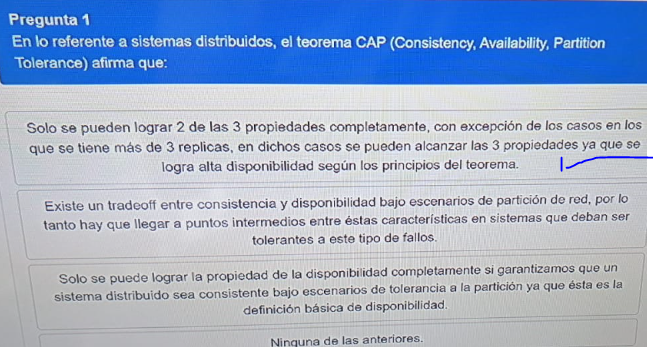 Pregunta 1
En lo referente a sistemas distribuidos, el teorema CAP (Consistency, Availability, Partition
Tolerance) afirma que:
Solo se pueden lograr 2 de las 3 propiedades completamente, con excepción de los casos en los
que se tiene más de 3 replicas, en dichos casos se pueden alcanzar las 3 propiedades ya que se
logra alta disponibilidad según los principios del teorema.
Existe un tradeoff entre consistencia y disponibilidad bajo escenarios de partición de red, por lo
tanto hay que llegar a puntos intermedios entre éstas características en sistemas que deban ser
tolerantes a este tipo de fallos.
Solo se puede lograr la propiedad de la disponibilidad completamente si garantizamos que un
sistema distribuido sea consistente bajo escenarios de tolerancia a la partición ya que ésta es la
definición básica de disponibilidad.
Ninguna de las anteriores.